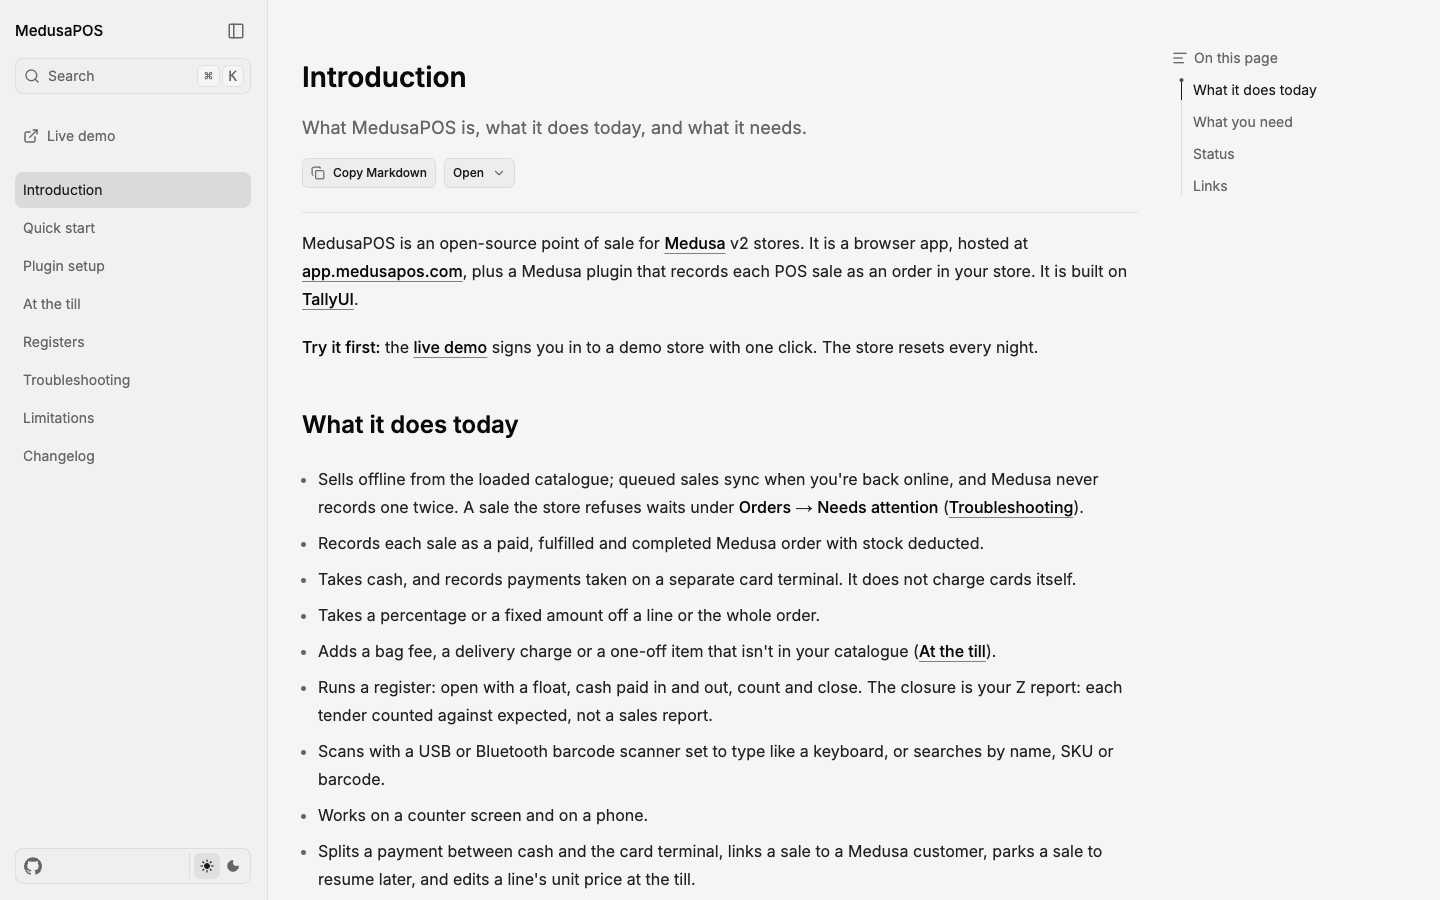 MedusaPOS
Search
⌘ K
Live demo
Introduction
Quick start
Plugin setup
At the till
Registers
Troubleshooting
Limitations
Changelog
Introduction
What MedusaPOS is, what it does today, and what it needs.
Copy Markdown
Open
MedusaPOS is an open-source point of sale for Medusa v2 stores. It is a browser app, hosted at
app.medusapos.com, plus a Medusa plugin that records each POS sale as an order in your store. It is built on
TallyUI.
Try it first: the live demo signs you in to a demo store with one click. The store resets every night.
What it does today
• Sells offline from the loaded catalogue; queued sales sync when you're back online, and Medusa never
records one twice. A sale the store refuses waits under Orders → Needs attention (Troubleshooting).
• Records each sale as a paid, fulfilled and completed Medusa order with stock deducted.
• Takes cash, and records payments taken on a separate card terminal. It does not charge cards itself.
• Takes a percentage or a fixed amount off a line or the whole order.
• Adds a bag fee, a delivery charge or a one-off item that isn't in your catalogue (At the till).
• Runs a register: open with a float, cash paid in and out, count and close. The closure is your Z report: each
tender counted against expected, not a sales report.
• Scans with a USB or Bluetooth barcode scanner set to type like a keyboard, or searches by name, SKU or
barcode.
• Works on a counter screen and on a phone.
• Splits a payment between cash and the card terminal, links a sale to a Medusa customer, parks a sale to
resume later, and edits a line's unit price at the till.
On this page
What it does today
What you need
Status
Links